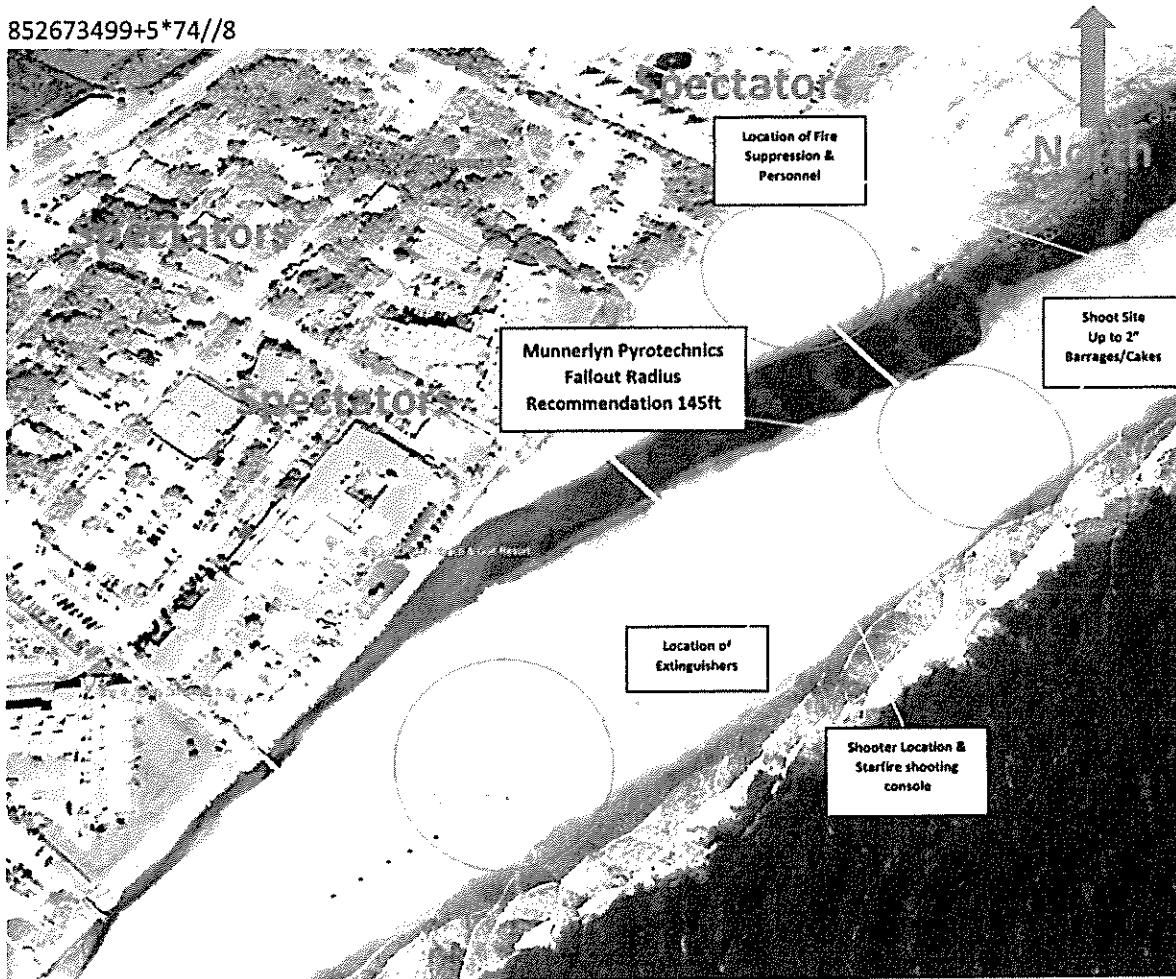 852673499+5*74//8
Spectators
North
Location of Fire
Suppression &
Personnel
Spectators
Shoot Site
Up to 2"
Barrages/Cakes
Munnerlyn Pyrotechnics
Fallout Radius
Recommendation 145ft
Spectators
Resort
Location of
Extinguishers
Shooter Location &
Starfire shooting
console